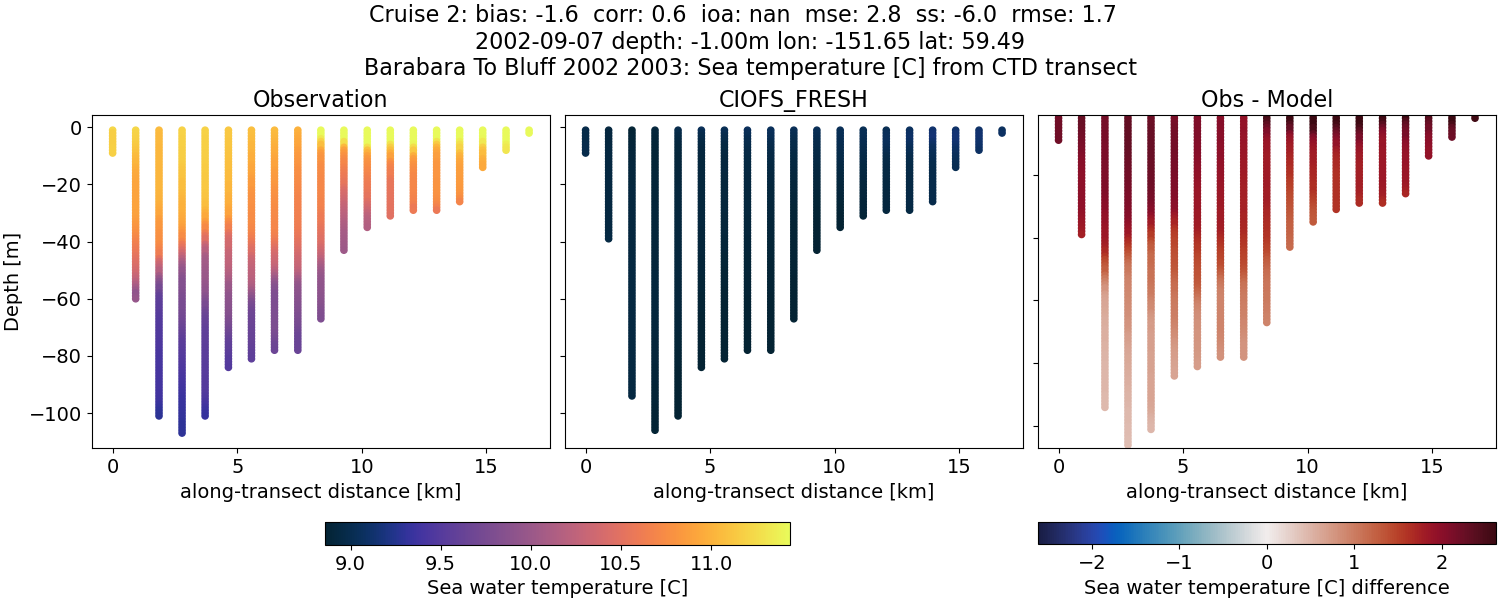 Cruise 2: bias: -1.6  corr: 0.6  ioa: nan  mse: 2.8  ss: -6.0  rmse: 1.7
2002-09-07 depth: -1.00m lon: -151.65 lat: 59.49
Barabara To Bluff 2002 2003: Sea temperature [C] from CTD transect
Observation
CIOFS_FRESH
Obs - Model
Depth [m]
0
−20
−40
−60
−80
−100
0 5 10 15
0 5 10 15
0 5 10 15
along-transect distance [km]
along-transect distance [km]
along-transect distance [km]
9.0 9.5 10.0 10.5 11.0
Sea water temperature [C]
−2 −1 0 1 2
Sea water temperature [C] difference